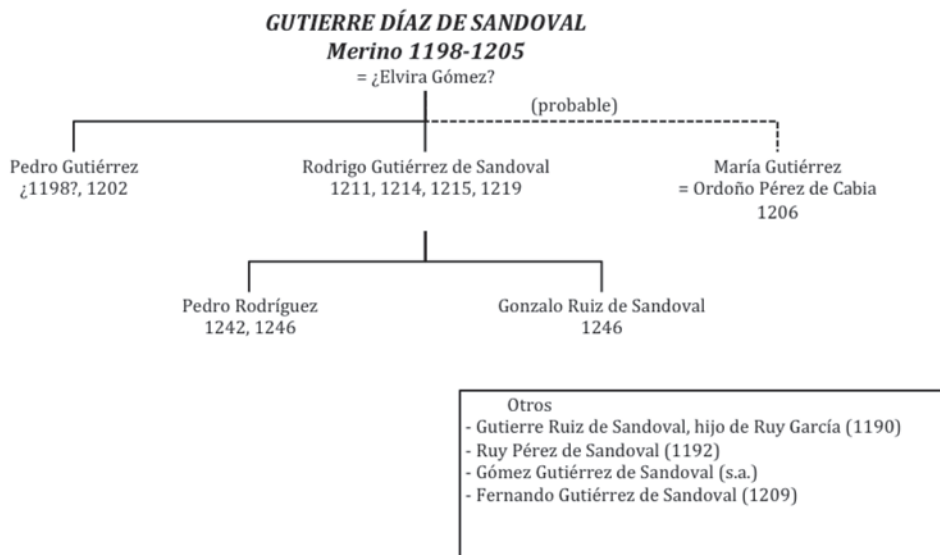 GUTIERRE DÍAZ DE SANDOVAL
Merino 1198-1205
= ¿Elvira Gómez?
(probable)
Pedro Gutiérrez
¿1198?, 1202
Rodrigo Gutiérrez de Sandoval
1211, 1214, 1215, 1219
María Gutiérrez
= Ordoño Pérez de Cabia
1206
Pedro Rodríguez
1242, 1246
Gonzalo Ruiz de Sandoval
1246
Otros
- Gutierre Ruiz de Sandoval, hijo de Ruy García (1190)
- Ruy Pérez de Sandoval (1192)
- Gómez Gutiérrez de Sandoval (s.a.)
- Fernando Gutiérrez de Sandoval (1209)